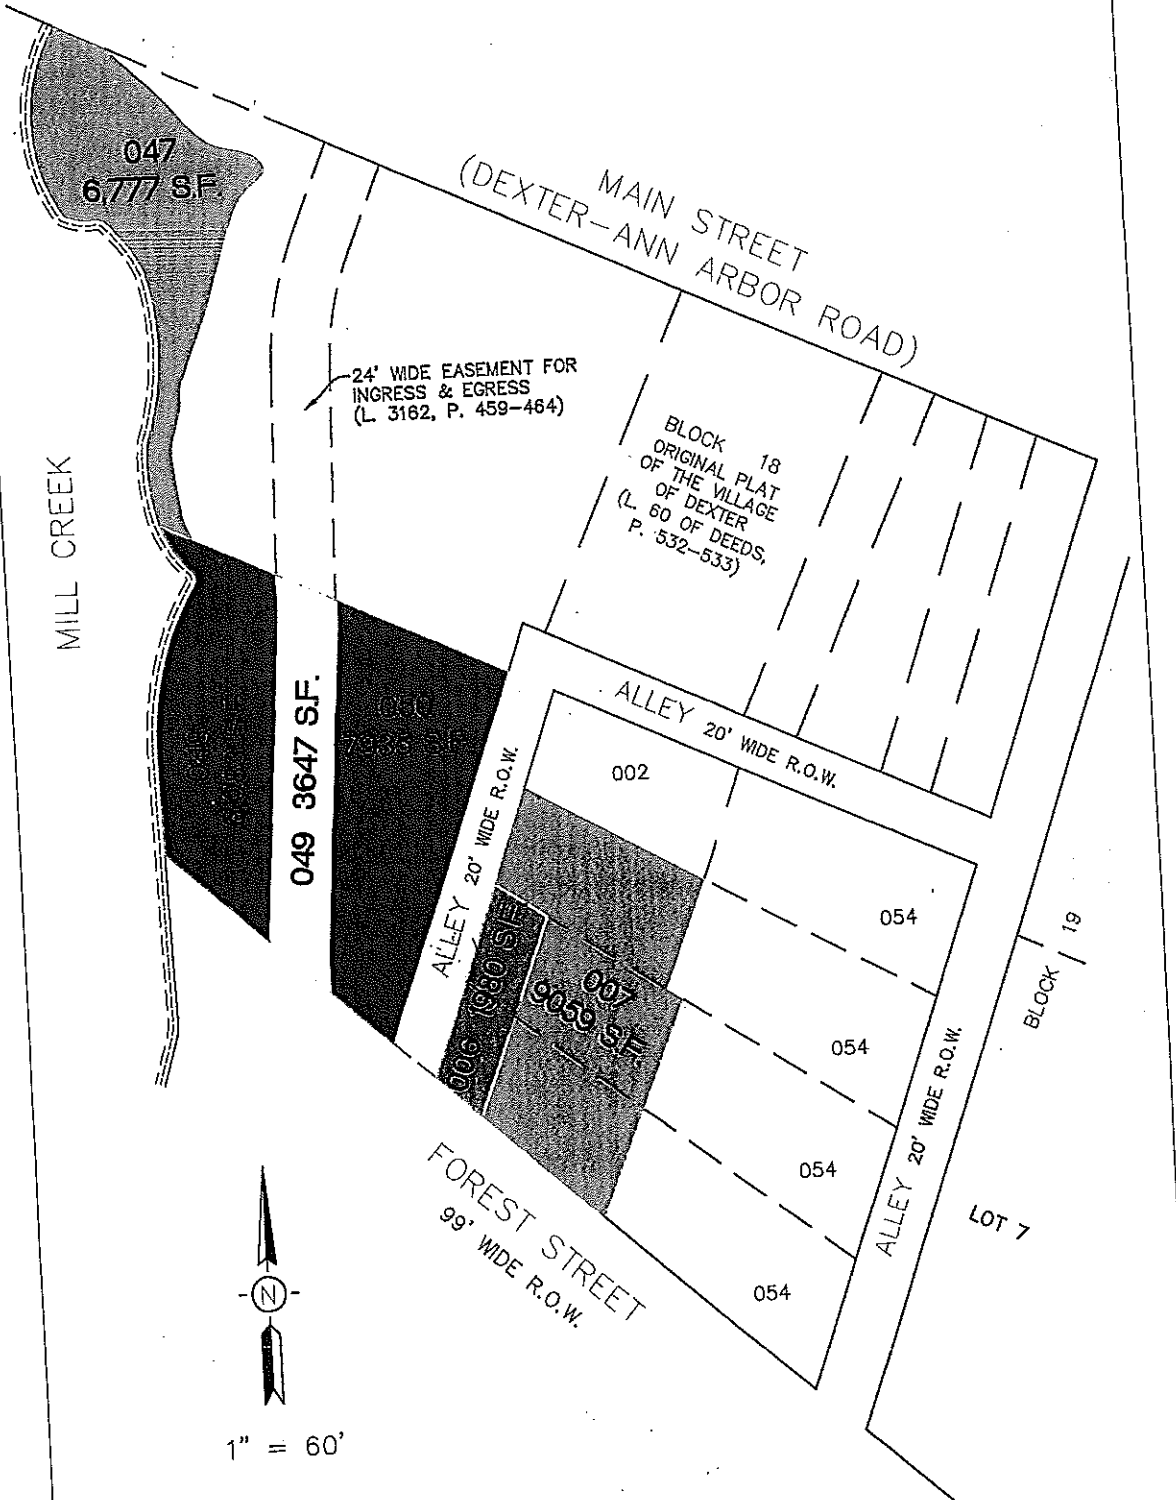 047
6,777 S.F.
MAIN STREET
(DEXTER-ANN ARBOR ROAD)
24' WIDE EASEMENT FOR
INGRESS & EGRESS
(L. 3162, P. 459-464)
BLOCK 18
ORIGINAL PLAT
OF THE VILLAGE
OF DEXTER
(L. 60 OF DEEDS,
P. 532-533)
MILL CREEK
049 3647 S.F.
050
ALLEY 20' WIDE R.O.W.
ALLEY 20' WIDE R.O.W.
002
006 1980 S.F.
007
9059 S.F.
054
054
054
054
ALLEY 20' WIDE R.O.W.
BLOCK 19
LOT 7
FOREST STREET
99' WIDE R.O.W.
N
1" = 60'